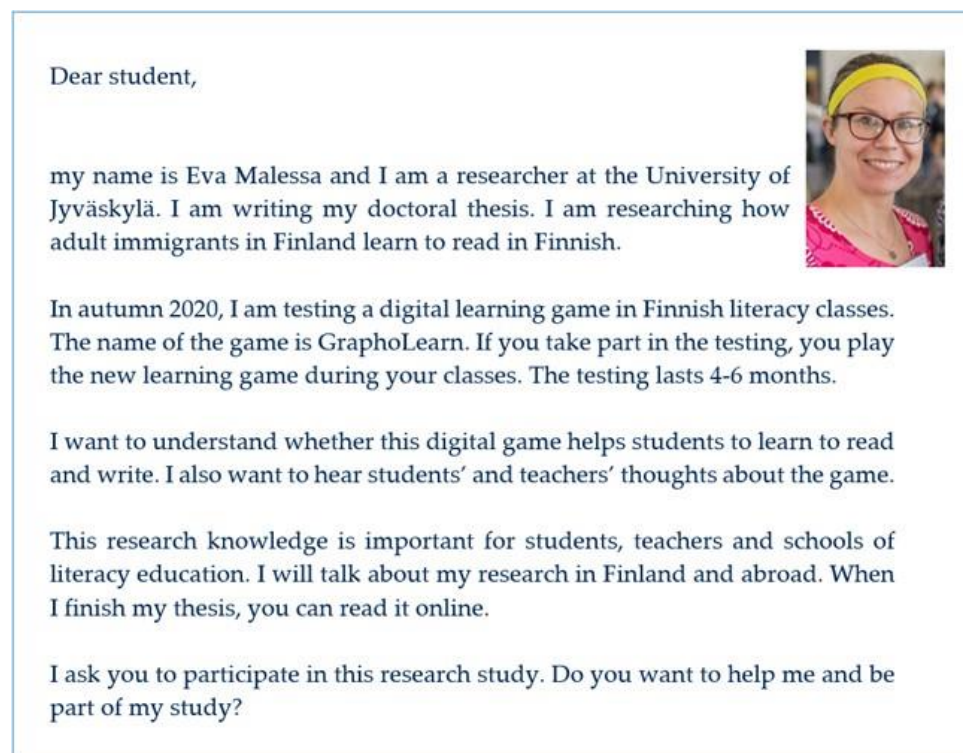 Dear student,
my name is Eva Malessa and I am a researcher at the University of
Jyväskylä. I am writing my doctoral thesis. I am researching how
adult immigrants in Finland learn to read in Finnish.
In autumn 2020, I am testing a digital learning game in Finnish literacy classes.
The name of the game is GraphoLearn. If you take part in the testing, you play
the new learning game during your classes. The testing lasts 4-6 months.
I want to understand whether this digital game helps students to learn to read
and write. I also want to hear students’ and teachers’ thoughts about the game.
This research knowledge is important for students, teachers and schools of
literacy education. I will talk about my research in Finland and abroad. When
I finish my thesis, you can read it online.
I ask you to participate in this research study. Do you want to help me and be
part of my study?